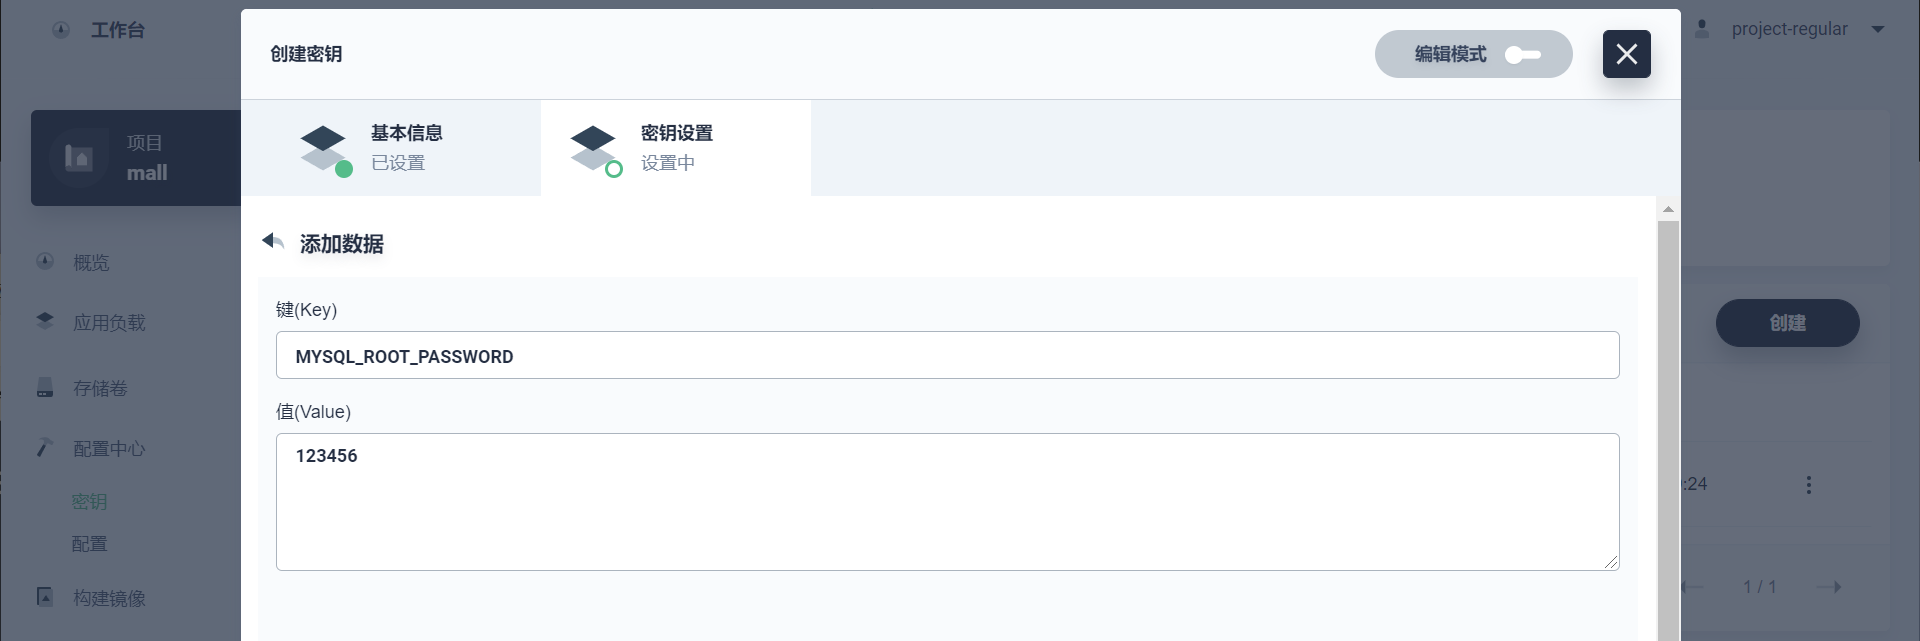 工作台
创建密钥
编辑模式
project-regular
项目
mall
基本信息
已设置
密钥设置
设置中
概览
应用负载
存储卷
配置中心
密钥
配置
构建镜像
添加数据
键(Key)
MYSQL_ROOT_PASSWORD
值(Value)
123456
创建
:24
1 / 1